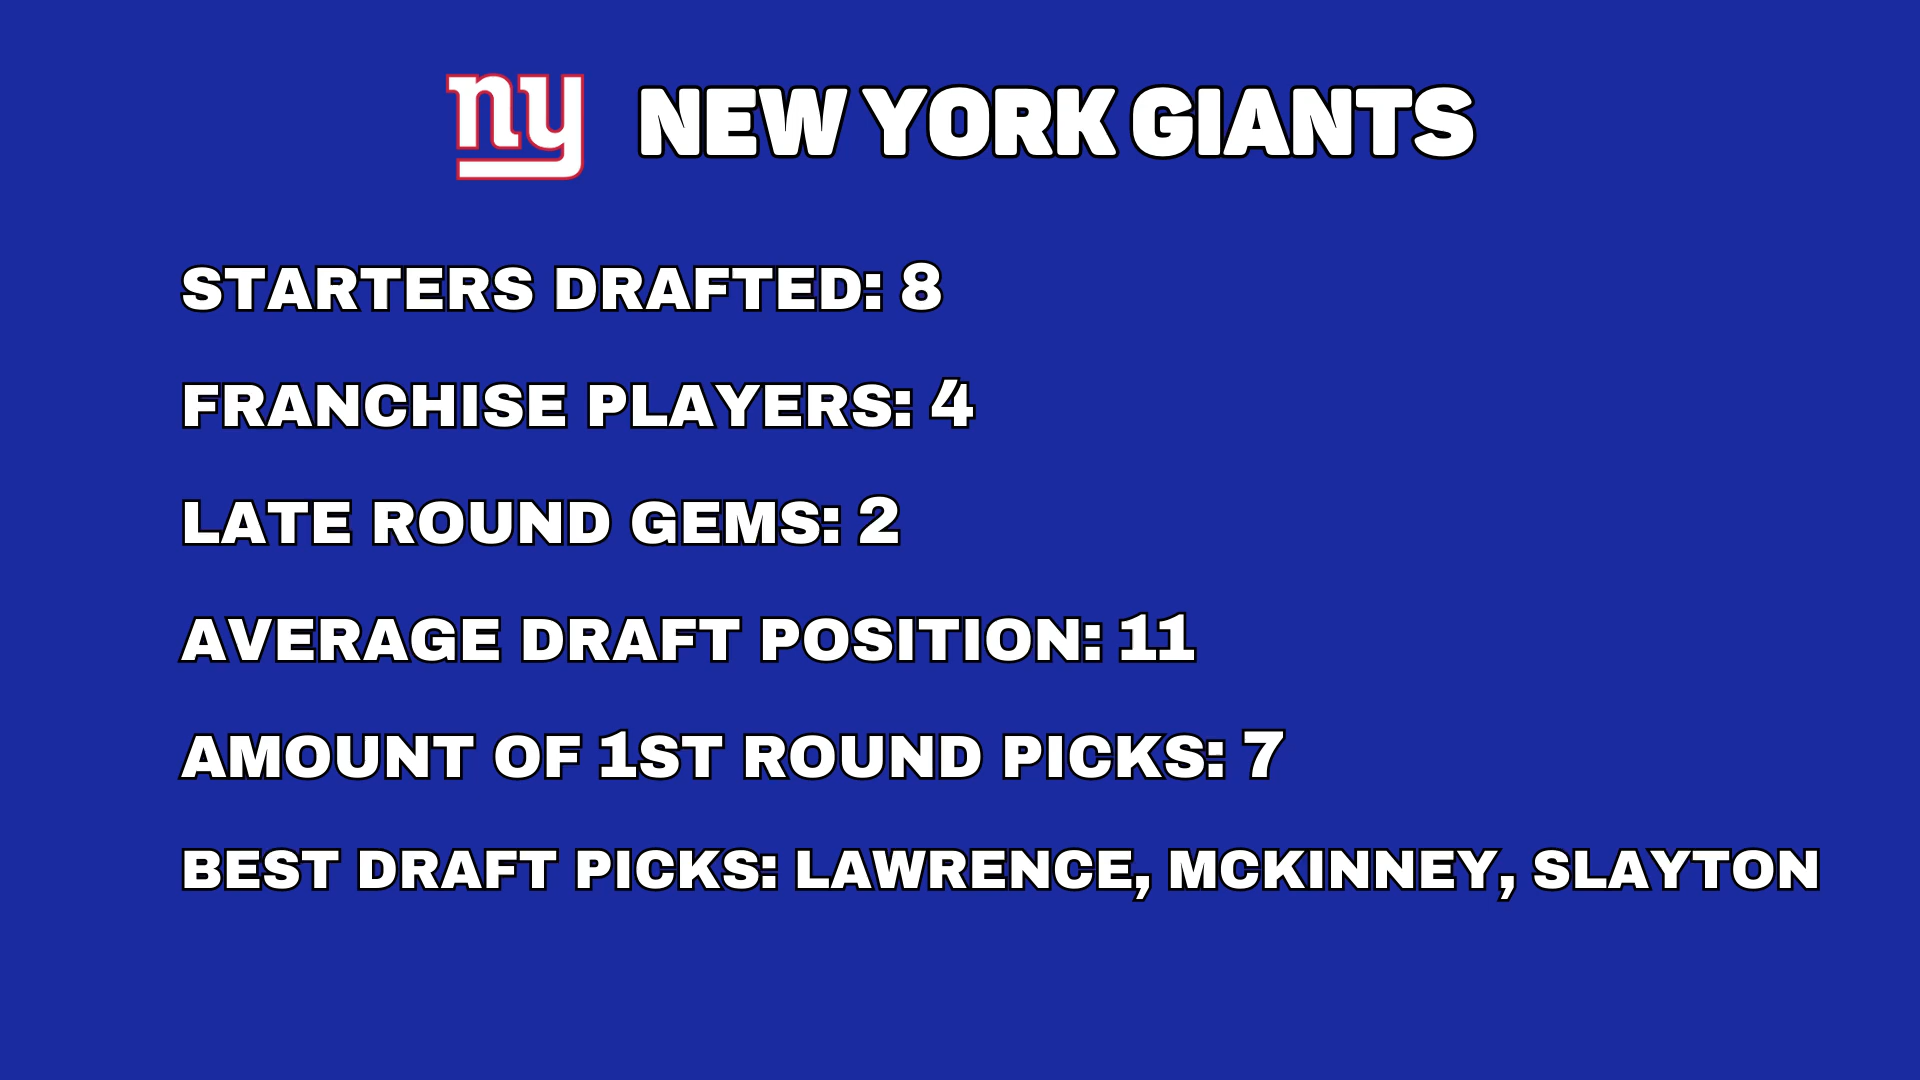 ny NEW YORK GIANTS
STARTERS DRAFTED: 8
FRANCHISE PLAYERS: 4
LATE ROUND GEMS: 2
AVERAGE DRAFT POSITION: 11
AMOUNT OF 1ST ROUND PICKS: 7
BEST DRAFT PICKS: LAWRENCE, MCKINNEY, SLAYTON